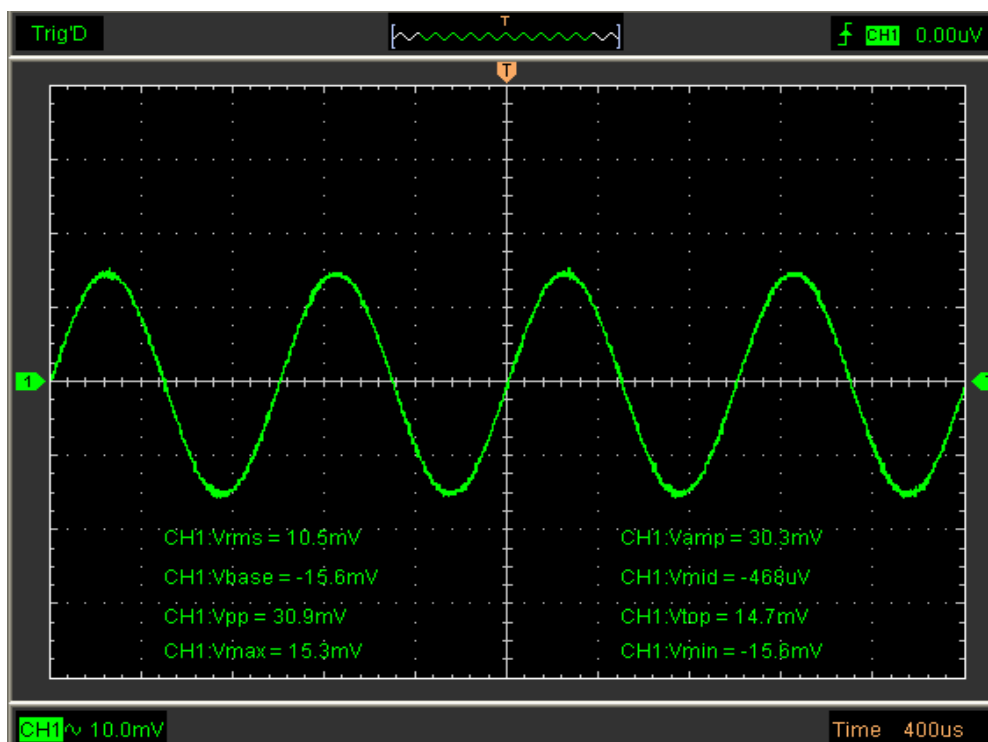 Trig'D
T
CH1 0.00uV
T
1
CH1:Vrms = 10.5mV
CH1:Vamp = 30.3mV
CH1:Vbase = -15.6mV
CH1:Vmid = -468uV
CH1:Vpp = 30.9mV
CH1:Vtop = 14.7mV
CH1:Vmax = 15.3mV
CH1:Vmin = -15.6mV
CH1 10.0mV
Time 400us